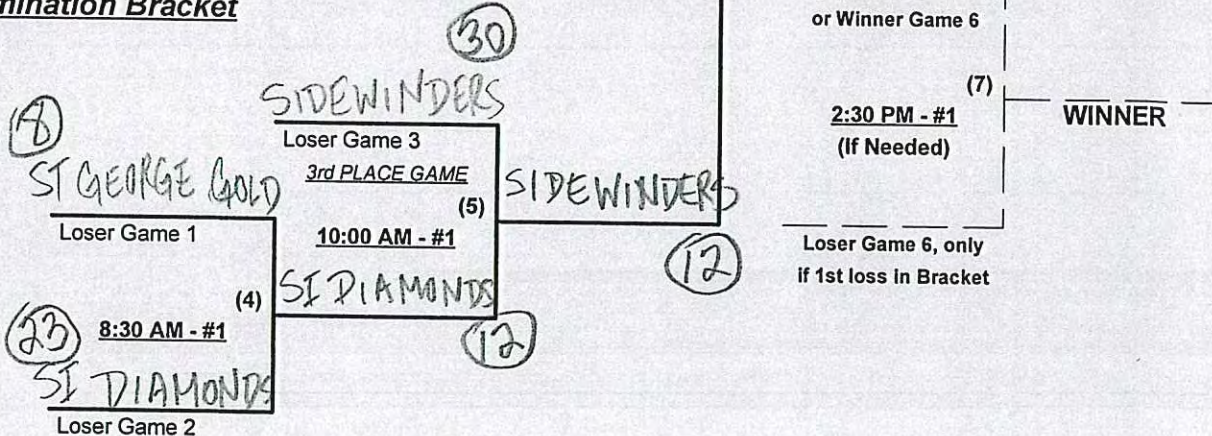 mination Bracket
30
SIDEWINDERS
Loser Game 3
3rd PLACE GAME
(5)
10:00 AM - #1
SI DIAMONDS
12
8
ST GEORGE GOLD
Loser Game 1
(4)
23
8:30 AM - #1
SI DIAMONDS
Loser Game 2
SIDEWINDERS
12
or Winner Game 6
(7)
2:30 PM - #1
(If Needed)
WINNER
Loser Game 6, only
if 1st loss in Bracket